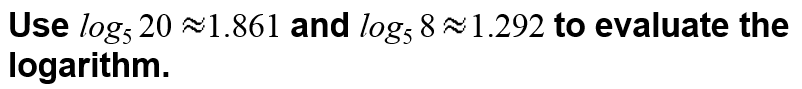 Use log₅ 20 ≈1.861 and log₅ 8 ≈1.292 to evaluate the
logarithm.